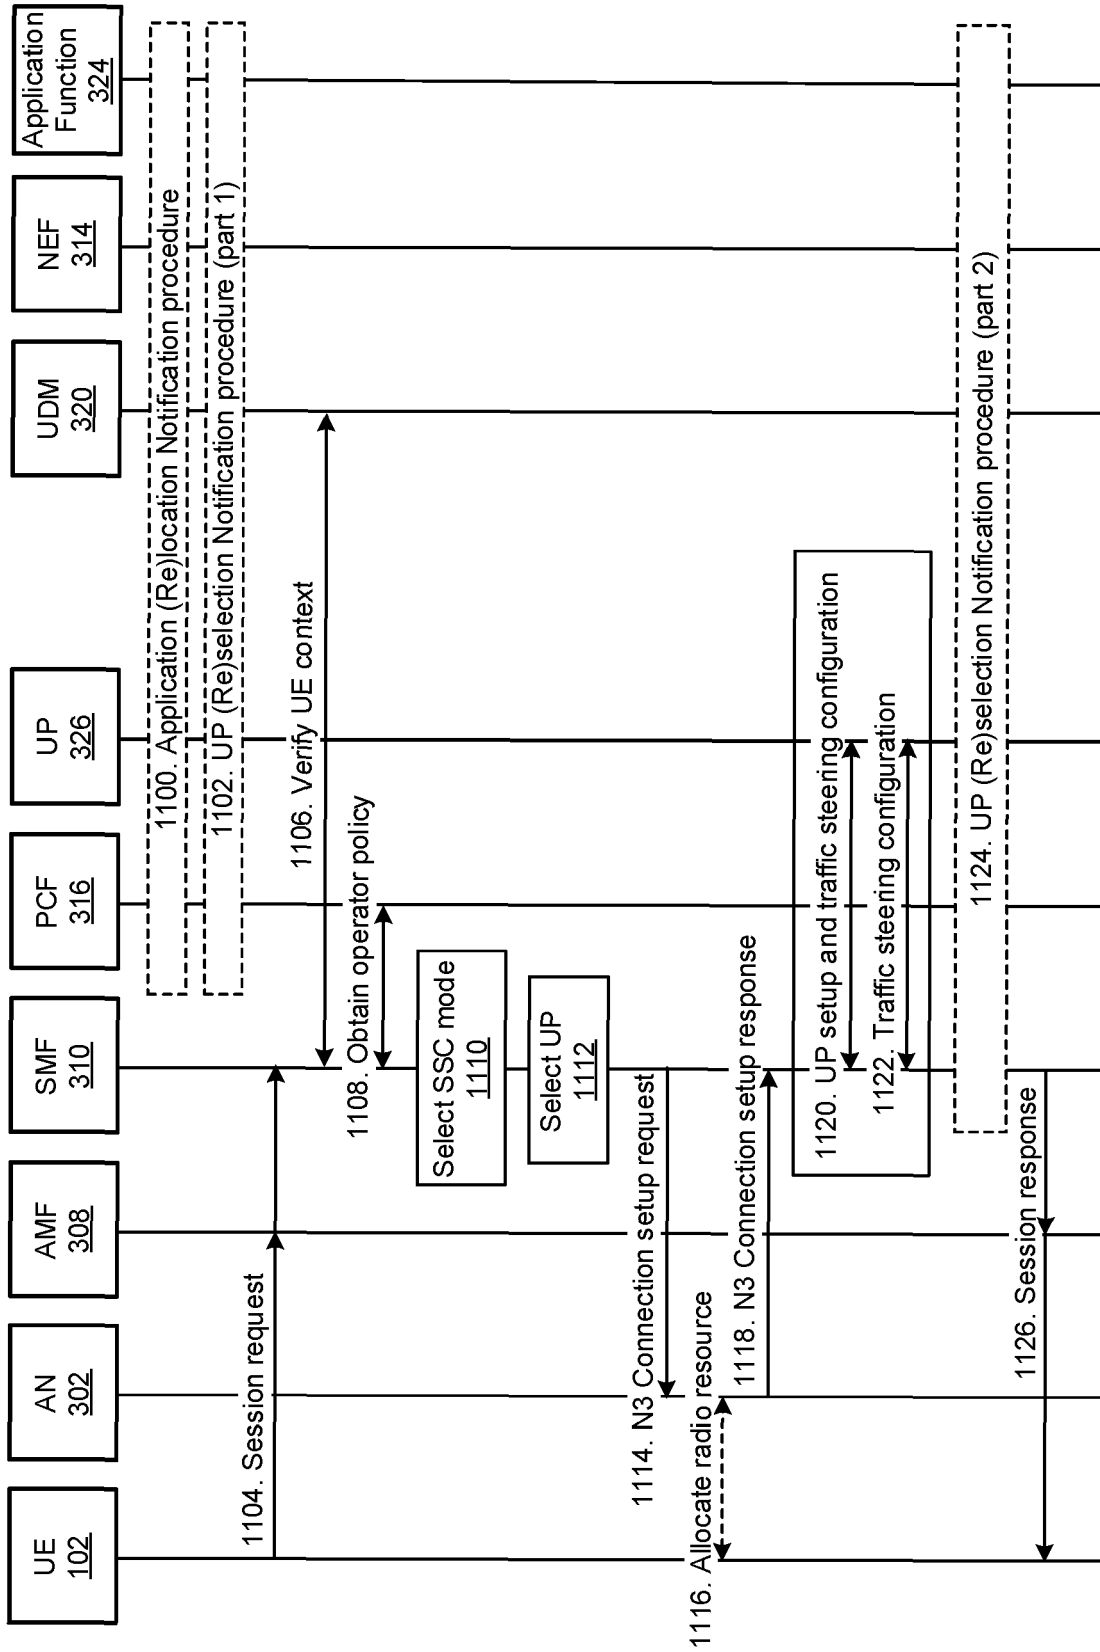 UE
102
AN
302
AMF
308
SMF
310
PCF
316
UP
326
UDM
320
NEF
314
Application
Function
324
1100. Application (Re)location Notification procedure
1102. UP (Re)selection Notification procedure (part 1)
1104. Session request
1106. Verify UE context
1108. Obtain operator policy
Select SSC mode
1110
Select UP
1112
1114. N3 Connection setup request
1116. Allocate radio resource
1118. N3 Connection setup response
1120. UP setup and traffic steering configuration
1122. Traffic steering configuration
1124. UP (Re)selection Notification procedure (part 2)
1126. Session response